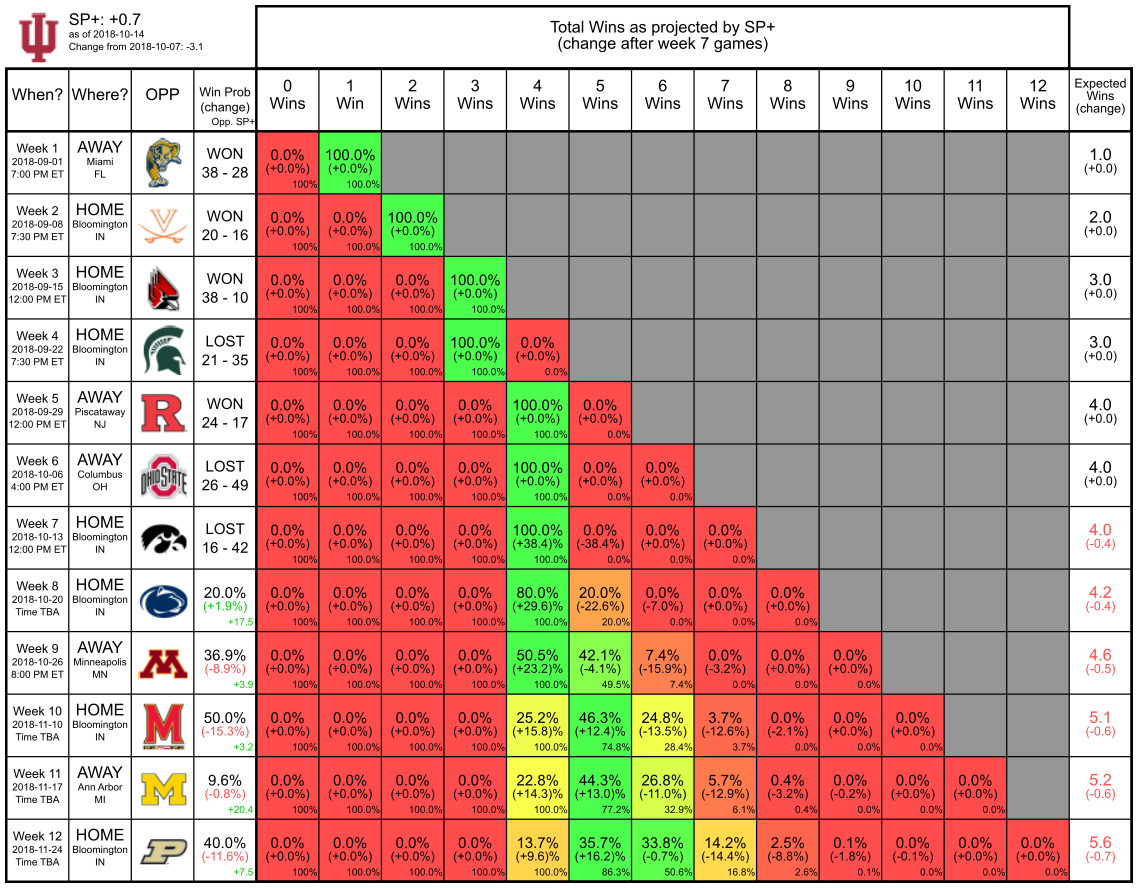 SP+: +0.7
as of 2018-10-14
Change from 2018-10-07: -3.1
Total Wins as projected by SP+
(change after week 7 games)
When? Where? OPP Win Prob (change) Opp. SP+ 0 Wins 1 Win 2 Wins 3 Wins 4 Wins 5 Wins 6 Wins 7 Wins 8 Wins 9 Wins 10 Wins 11 Wins 12 Wins Expected Wins (change)
Week 1 AWAY WON 0.0% 100.0% 1.0
2018-09-01 Miami (+0.0%) (+0.0%) (+0.0)
7:00 PM ET FL 38 - 28 100% 100.0%
Week 2 HOME WON 0.0% 0.0% 100.0% 2.0
2018-09-08 Bloomington (+0.0%) (+0.0%) (+0.0%) (+0.0)
7:30 PM ET IN 20 - 16 100% 100.0% 100.0%
Week 3 HOME WON 0.0% 0.0% 0.0% 100.0% 3.0
2018-09-15 Bloomington (+0.0%) (+0.0%) (+0.0%) (+0.0%) (+0.0)
12:00 PM ET IN 38 - 10 100% 100.0% 100.0% 100.0%
Week 4 HOME LOST 0.0% 0.0% 0.0% 100.0% 0.0% 3.0
2018-09-22 Bloomington (+0.0%) (+0.0%) (+0.0%) (+0.0%) (+0.0%) (+0.0)
7:30 PM ET IN 21 - 35 100% 100.0% 100.0% 100.0% 0.0%
Week 5 AWAY R WON 0.0% 0.0% 0.0% 0.0% 100.0% 0.0% 4.0
2018-09-29 Piscataway (+0.0%) (+0.0%) (+0.0%) (+0.0%) (+0.0%) (+0.0%) (+0.0)
12:00 PM ET NJ 24 - 17 100% 100.0% 100.0% 100.0% 100.0% 0.0%
Week 6 AWAY OHIO STATE LOST 0.0% 0.0% 0.0% 0.0% 100.0% 0.0% 0.0% 4.0
2018-10-06 Columbus (+0.0%) (+0.0%) (+0.0%) (+0.0%) (+0.0%) (+0.0%) (+0.0%) (+0.0)
4:00 PM ET OH 26 - 49 100% 100.0% 100.0% 100.0% 100.0% 0.0% 0.0%
Week 7 HOME LOST 0.0% 0.0% 0.0% 0.0% 100.0% 0.0% 0.0% 0.0% 4.0
2018-10-13 Bloomington (+0.0%) (+0.0%) (+0.0%) (+0.0%) (+38.4)% (-38.4%) (+0.0%) (+0.0%) (-0.4)
12:00 PM ET IN 16 - 42 100% 100.0% 100.0% 100.0% 100.0% 0.0% 0.0% 0.0%
Week 8 HOME 20.0% 0.0% 0.0% 0.0% 0.0% 80.0% 20.0% 0.0% 0.0% 0.0% 4.2
2018-10-20 Bloomington (+1.9%) (+0.0%) (+0.0%) (+0.0%) (+0.0%) (+29.6)% (-22.6%) (-7.0%) (+0.0%) (+0.0%) (-0.4)
Time TBA IN +17.5 100% 100.0% 100.0% 100.0% 100.0% 20.0% 0.0% 0.0% 0.0%
Week 9 AWAY M 36.9% 0.0% 0.0% 0.0% 0.0% 50.5% 42.1% 7.4% 0.0% 0.0% 0.0% 4.6
2018-10-26 Minneapolis (-8.9%) (+0.0%) (+0.0%) (+0.0%) (+0.0%) (+23.2)% (-4.1%) (-15.9%) (-3.2%) (+0.0%) (+0.0%) (-0.5)
8:00 PM ET MN +3.9 100% 100.0% 100.0% 100.0% 100.0% 49.5% 7.4% 0.0% 0.0% 0.0%
Week 10 HOME M 50.0% 0.0% 0.0% 0.0% 0.0% 25.2% 46.3% 24.8% 3.7% 0.0% 0.0% 0.0% 5.1
2018-11-10 Bloomington (-15.3%) (+0.0%) (+0.0%) (+0.0%) (+0.0%) (+15.8)% (+12.4%) (-13.5%) (-12.6%) (-2.1%) (+0.0%) (+0.0%) (-0.6)
Time TBA IN +3.2 100% 100.0% 100.0% 100.0% 100.0% 74.8% 28.4% 3.7% 0.0% 0.0% 0.0%
Week 11 AWAY M 9.6% 0.0% 0.0% 0.0% 0.0% 22.8% 44.3% 26.8% 5.7% 0.4% 0.0% 0.0% 0.0% 5.2
2018-11-17 Ann Arbor (-0.8%) (+0.0%) (+0.0%) (+0.0%) (+0.0%) (+14.3)% (+13.0%) (-11.0%) (-12.9%) (-3.2%) (-0.2%) (+0.0%) (+0.0%) (-0.6)
Time TBA MI +20.4 100% 100.0% 100.0% 100.0% 100.0% 77.2% 32.9% 6.1% 0.4% 0.0% 0.0% 0.0%
Week 12 HOME P 40.0% 0.0% 0.0% 0.0% 0.0% 13.7% 35.7% 33.8% 14.2% 2.5% 0.1% 0.0% 0.0% 0.0% 5.6
2018-11-24 Bloomington (-11.6%) (+0.0%) (+0.0%) (+0.0%) (+0.0%) (+9.6)% (+16.2%) (-0.7%) (-14.4%) (-8.8%) (-1.8%) (-0.1%) (+0.0%) (+0.0%) (-0.7)
Time TBA IN +7.5 100% 100.0% 100.0% 100.0% 100.0% 86.3% 50.6% 16.8% 2.6% 0.1% 0.0% 0.0% 0.0%